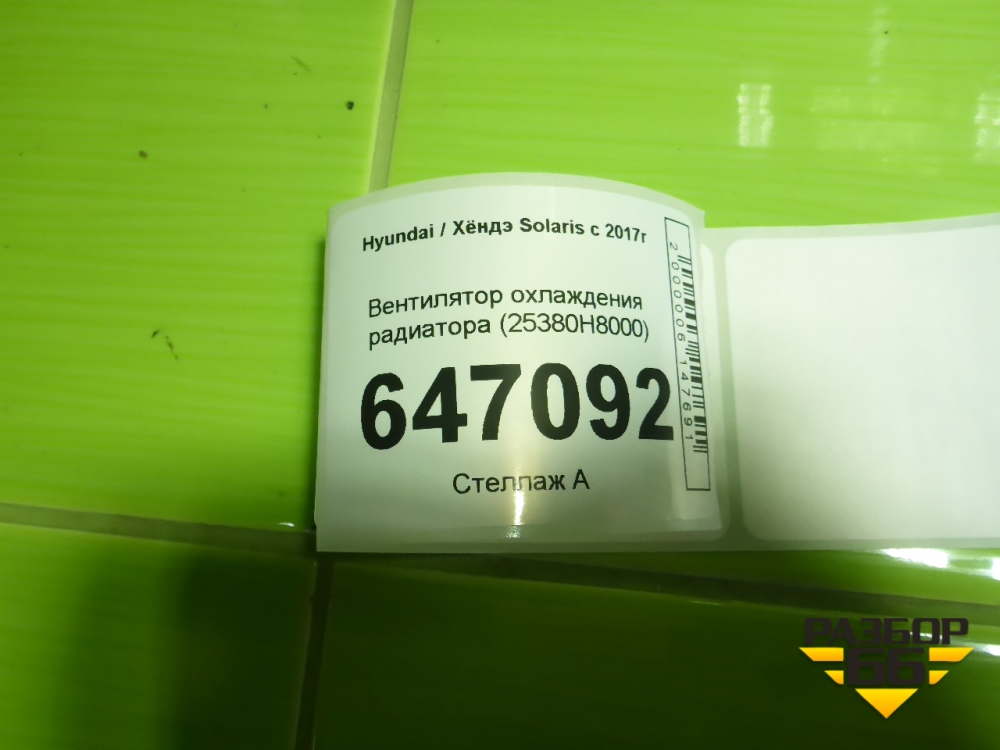 Hyundai / Хёндэ Solaris с 2017г
Вентилятор охлаждения
радиатора (25380H8000)
647092
Стеллаж А
2000006147691
РАЗБОР
66